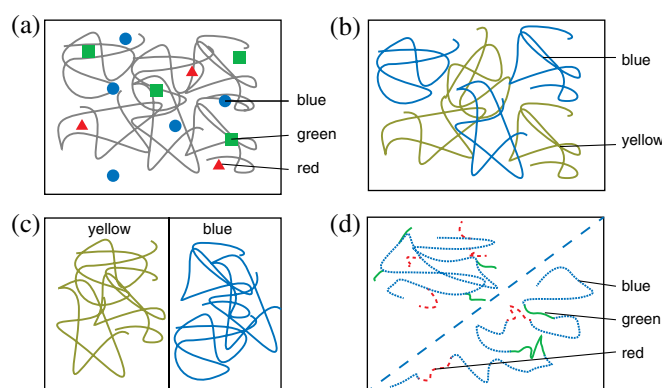 (a)
blue
green
red
(b)
blue
yellow
(c)
yellow
blue
(d)
blue
green
red